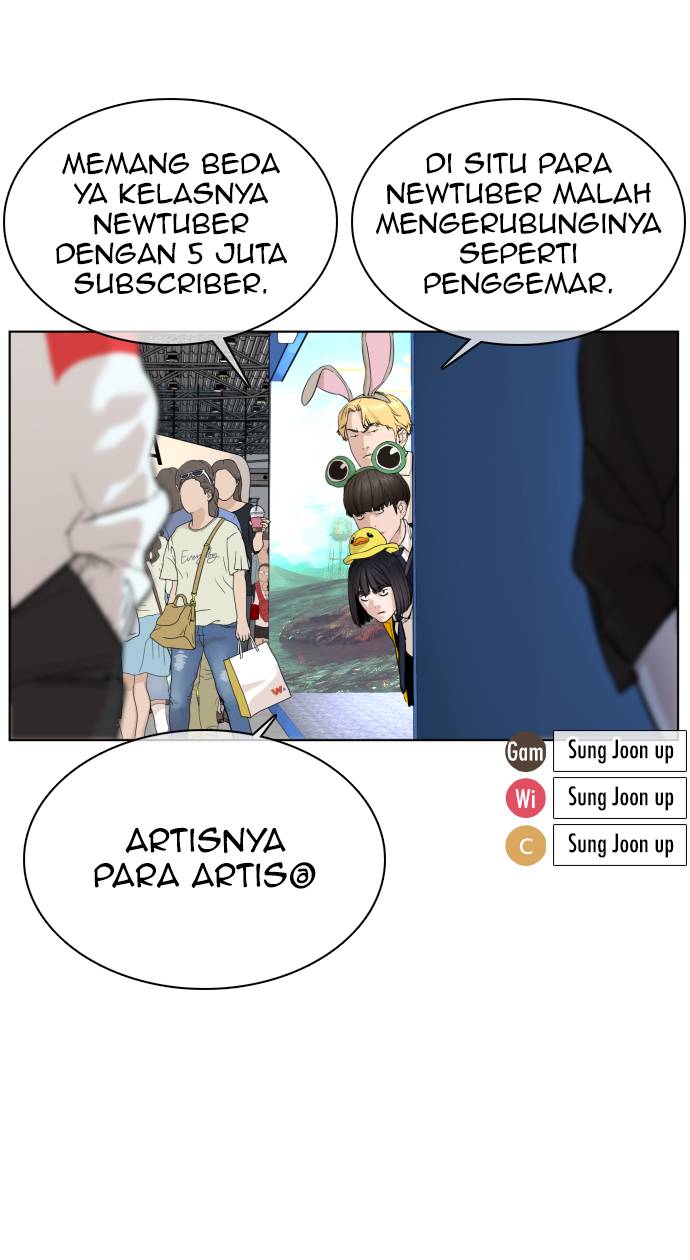 MEMANG BEDA
YA KELASNYA
NEWTUBER
DENGAN 5 JUTA
SUBSCRIBER.
DI SITU PARA
NEWTUBER MALAH
MENGERUBUNGINYA
SEPERTI
PENGGEMAR.
A
W.
Gam Sung Joon up
Wi Sung Joon up
C Sung Joon up
ARTISNYA
PARA ARTIS@